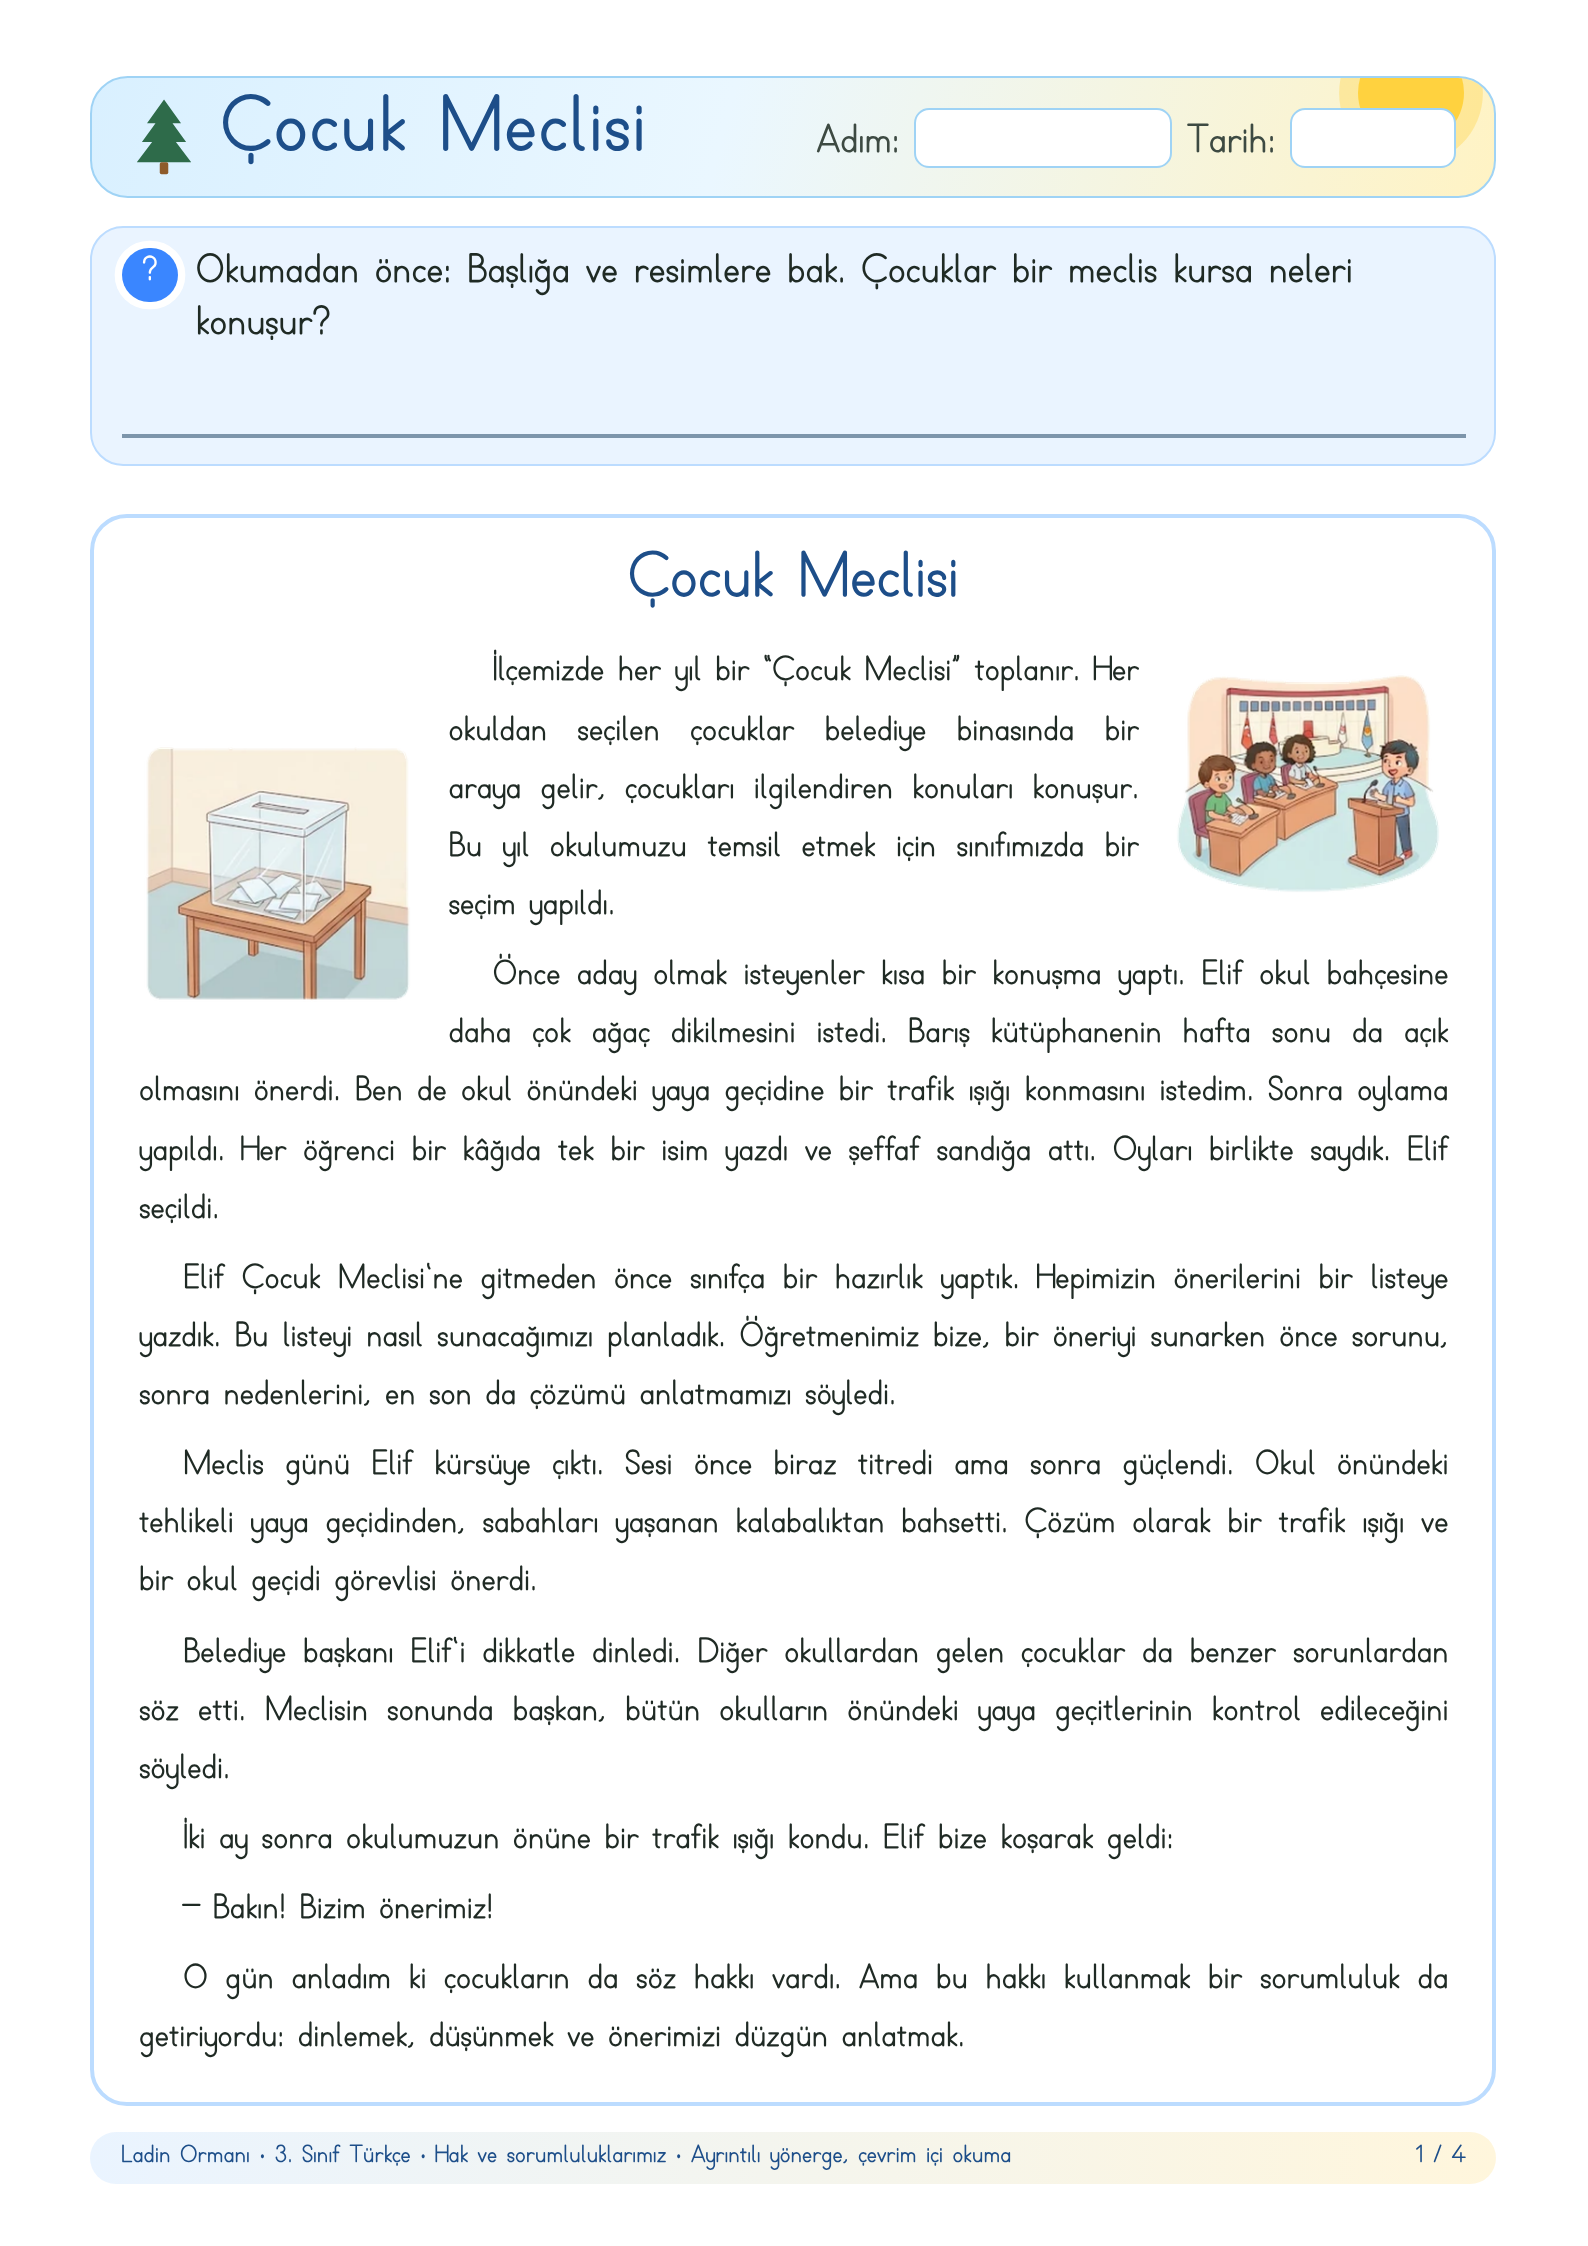 Çocuk Meclisi
Adım:
Tarih:
?
Okumadan önce: Başlığa ve resimlere bak. Çocuklar bir meclis kursa neleri
konuşur?
Çocuk Meclisi
İlçemizde her yıl bir "Çocuk Meclisi" toplanır. Her
okuldan seçilen çocuklar belediye binasında bir
araya gelir, çocukları ilgilendiren konuları konuşur.
Bu yıl okulumuzu temsil etmek için sınıfımızda bir
seçim yapıldı.
Önce aday olmak isteyenler kısa bir konuşma yaptı. Elif okul bahçesine
daha çok ağaç dikilmesini istedi. Barış kütüphanenin hafta sonu da açık
olmasını önerdi. Ben de okul önündeki yaya geçidine bir trafik ışığı konmasını istedim. Sonra oylama
yapıldı. Her öğrenci bir kâğıda tek bir isim yazdı ve şeffaf sandığa attı. Oyları birlikte saydık. Elif
seçildi.
Elif Çocuk Meclisi‘ne gitmeden önce sınıfça bir hazırlık yaptık. Hepimizin önerilerini bir listeye
yazdık. Bu listeyi nasıl sunacağımızı planladık. Öğretmenimiz bize, bir öneriyi sunarken önce sorunu,
sonra nedenlerini, en son da çözümü anlatmamızı söyledi.
Meclis günü Elif kürsüye çıktı. Sesi önce biraz titredi ama sonra güçlendi. Okul önündeki
tehlikeli yaya geçidinden, sabahları yaşanan kalabalıktan bahsetti. Çözüm olarak bir trafik ışığı ve
bir okul geçidi görevlisi önerdi.
Belediye başkanı Elif‘i dikkatle dinledi. Diğer okullardan gelen çocuklar da benzer sorunlardan
söz etti. Meclisin sonunda başkan, bütün okulların önündeki yaya geçitlerinin kontrol edileceğini
söyledi.
İki ay sonra okulumuzun önüne bir trafik ışığı kondu. Elif bize koşarak geldi:
– Bakın! Bizim önerimiz!
O gün anladım ki çocukların da söz hakkı vardı. Ama bu hakkı kullanmak bir sorumluluk da
getiriyordu: dinlemek, düşünmek ve önerimizi düzgün anlatmak.
Ladin Ormanı • 3. Sınıf Türkçe • Hak ve sorumluluklarımız • Ayrıntılı yönerge, çevrim içi okuma
1 / 4